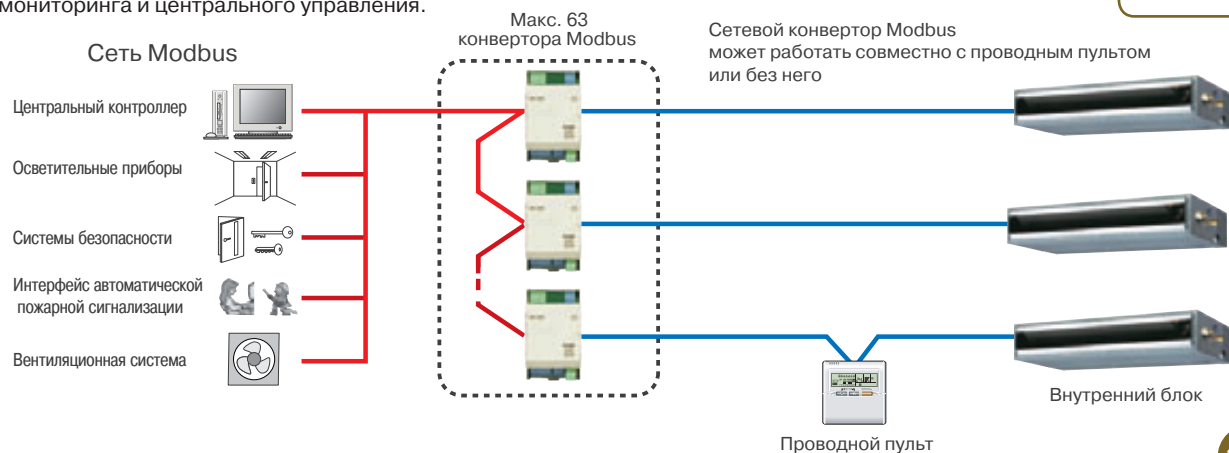 мониторинга и центрального управления.
Макс. 63
конвертора Modbus
Сетевой конвертор Modbus
может работать совместно с проводным пультом
или без него
Сеть Modbus
Центральный контроллер
Осветительные приборы
Системы безопасности
Интерфейс автоматической
пожарной сигнализации
Вентиляционная система
Внутренний блок
Проводной пульт